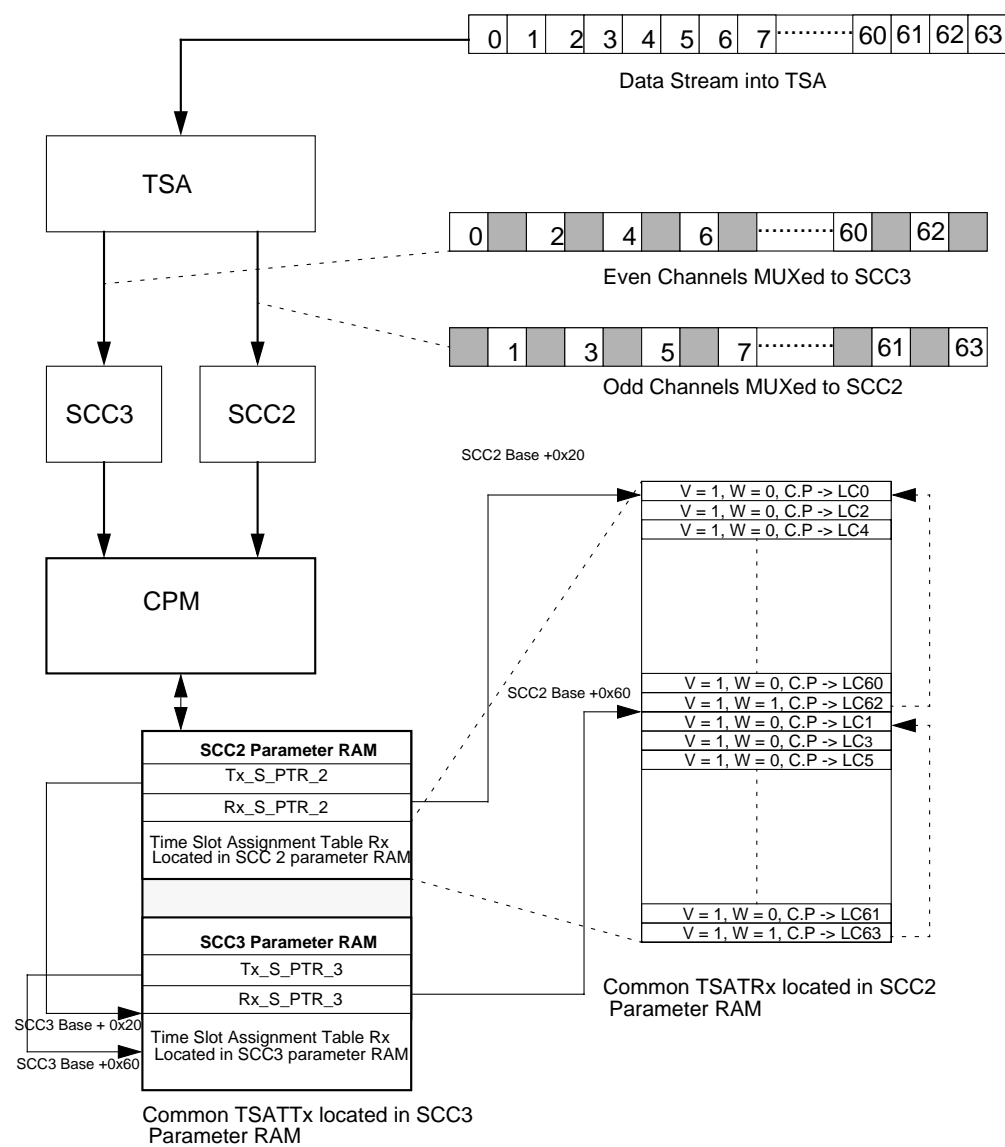 0 1 2 3 4 5 6 7 60 61 62 63
Data Stream into TSA
TSA
0 2 4 6 60 62
Even Channels MUXed to SCC3
1 3 5 7 61 63
Odd Channels MUXed to SCC2
SCC3
SCC2
SCC2 Base +0x20
V = 1, W = 0, C.P -> LC0
V = 1, W = 0, C.P -> LC2
V = 1, W = 0, C.P -> LC4
CPM
SCC2 Base +0x60
V = 1, W = 0, C.P -> LC60
V = 1, W = 1, C.P -> LC62
V = 1, W = 0, C.P -> LC1
V = 1, W = 0, C.P -> LC3
V = 1, W = 0, C.P -> LC5
SCC2 Parameter RAM
Tx_S_PTR_2
Rx_S_PTR_2
Time Slot Assignment Table Rx
Located in SCC 2 parameter RAM
V = 1, W = 0, C.P -> LC61
V = 1, W = 1, C.P -> LC63
Common TSATRx located in SCC2
Parameter RAM
SCC3 Parameter RAM
Tx_S_PTR_3
Rx_S_PTR_3
SCC3 Base + 0x20
Time Slot Assignment Table Rx
Located in SCC3 parameter RAM
SCC3 Base +0x60
Common TSATTx located in SCC3
Parameter RAM